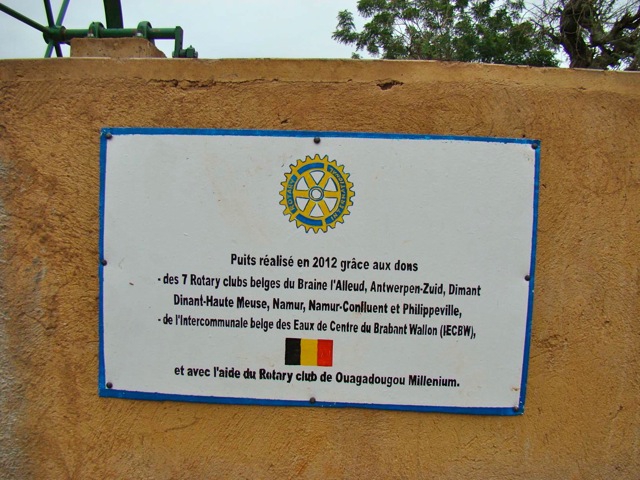 ROTARY INTERNATIONAL
Puits réalisé en 2012 grâce aux dons
- des 7 Rotary clubs belges du Braine l'Alleud, Antwerpen-Zuid, Dimant
Dinant-Haute Meuse, Namur, Namur-Confluent et Philippeville,
- de l'Intercommunale belge des Eaux de Centre du Brabant Wallon (IECBW),
et avec l'aide du Rotary club de Ouagadougou Millenium.